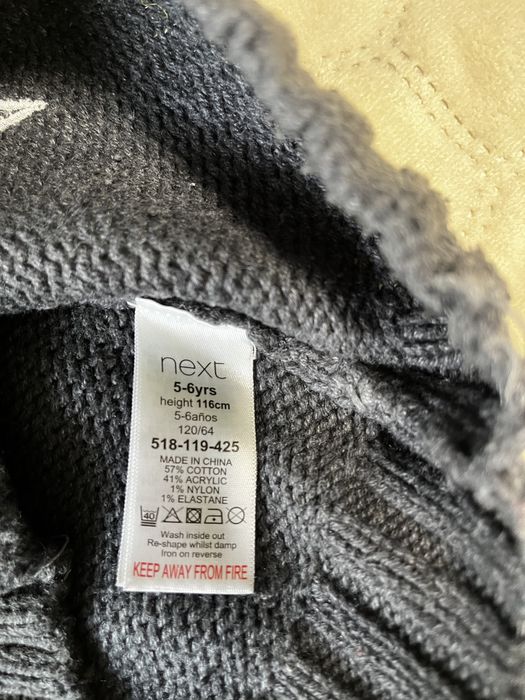 next
5-6yrs
height 116cm
5-6años
120/64
518-119-425
MADE IN CHINA
57% COTTON
41% ACRYLIC
1% NYLON
1% ELASTANE
40
Wash inside out
Re-shape whilst damp
Iron on reverse
KEEP AWAY FROM FIRE